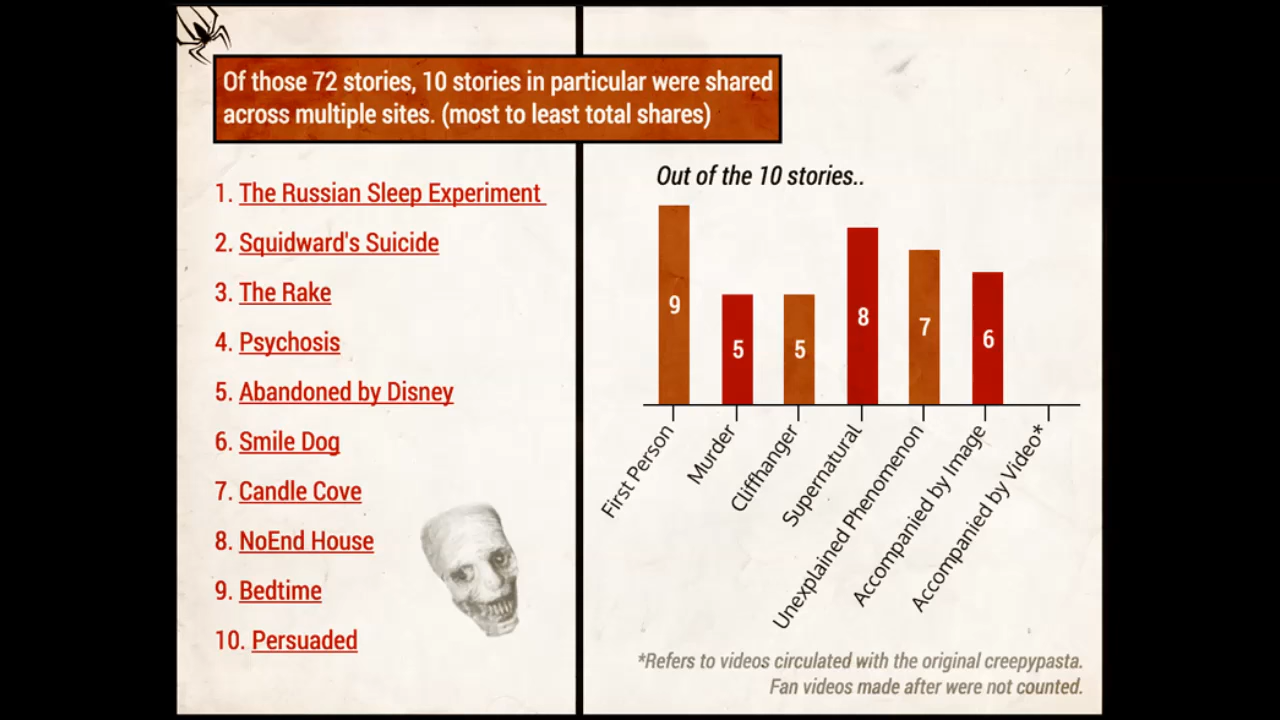 Of those 72 stories, 10 stories in particular were shared
across multiple sites. (most to least total shares)
1. The Russian Sleep Experiment
2. Squidward's Suicide
3. The Rake
4. Psychosis
5. Abandoned by Disney
6. Smile Dog
7. Candle Cove
8. NoEnd House
9. Bedtime
10. Persuaded
Out of the 10 stories..
9
5
5
8
7
6
First Person
Murder
Cliffhanger
Supernatural
Unexplained Phenomenon
Accompanied by Image
Accompanied by Video*
*Refers to videos circulated with the original creepypasta.
Fan videos made after were not counted.